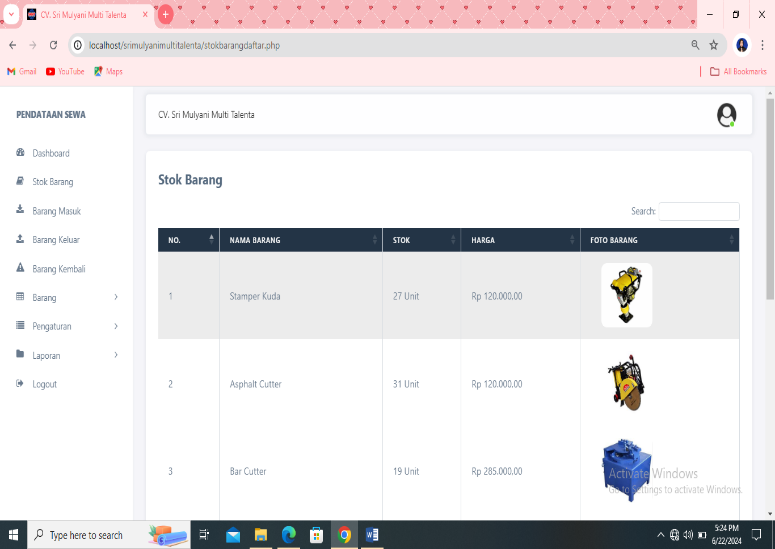 CV. Sri Mulyani Multi Talenta
localhost/srimulyanimultitalenta/stokbarangdaftar.php
Gmail YouTube Maps All Bookmarks
PENDATAAN SEWA
CV. Sri Mulyani Multi Talenta
Dashboard
Stok Barang
Barang Masuk
Barang Keluar
Barang Kembali
Barang
Pengaturan
Laporan
Logout
Stok Barang
Search:
NO. NAMA BARANG STOK HARGA FOTO BARANG
1 Stamper Kuda 27 Unit Rp 120.000.00
2 Asphalt Cutter 31 Unit Rp 120.000.00
3 Bar Cutter 19 Unit Rp 285.000.00
Activate Windows
Go to Settings to activate Windows.
Type here to search
5:24 PM
6/22/2024